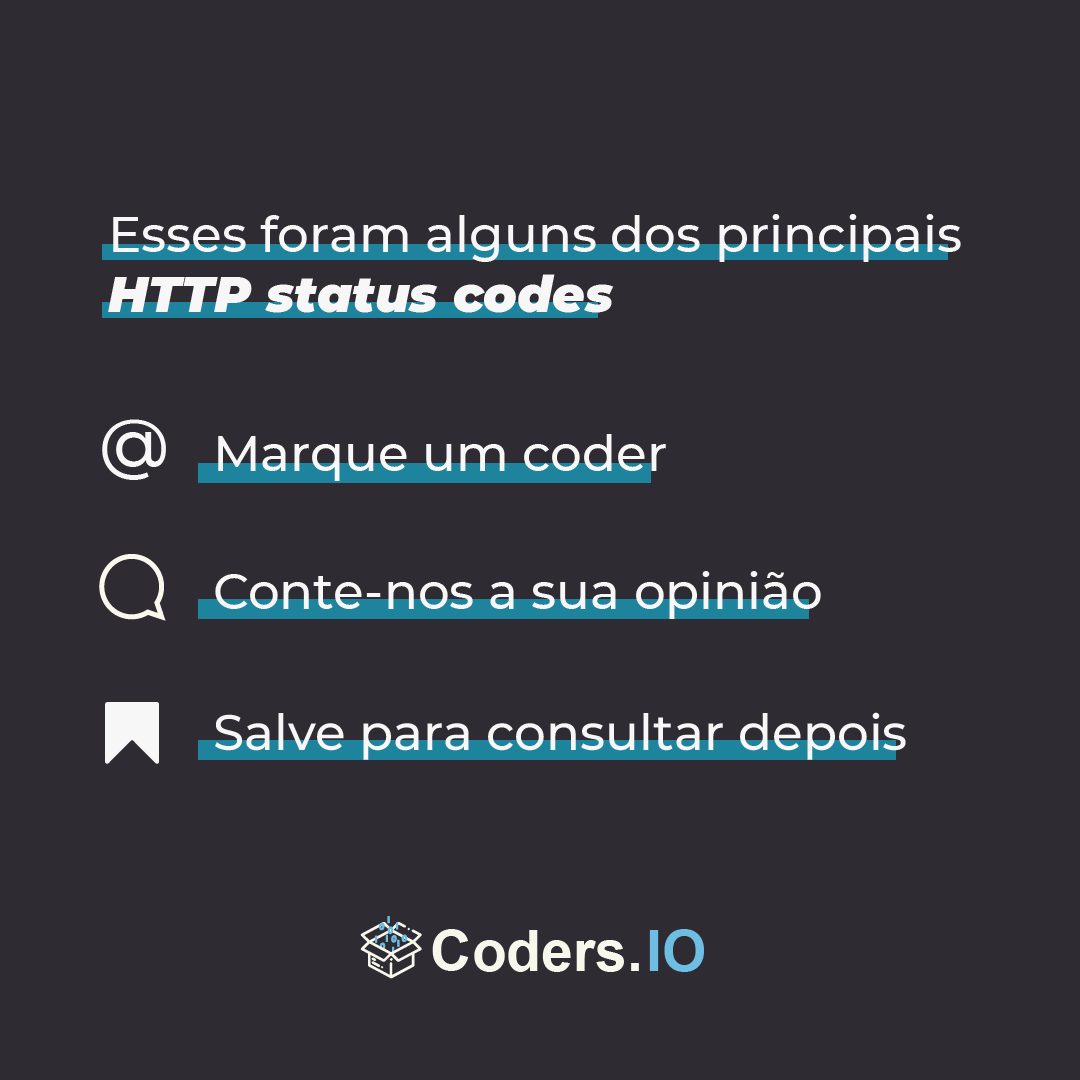 Esses foram alguns dos principais
HTTP status codes
@ Marque um coder
Conte-nos a sua opinião
Salve para consultar depois
Coders.IO